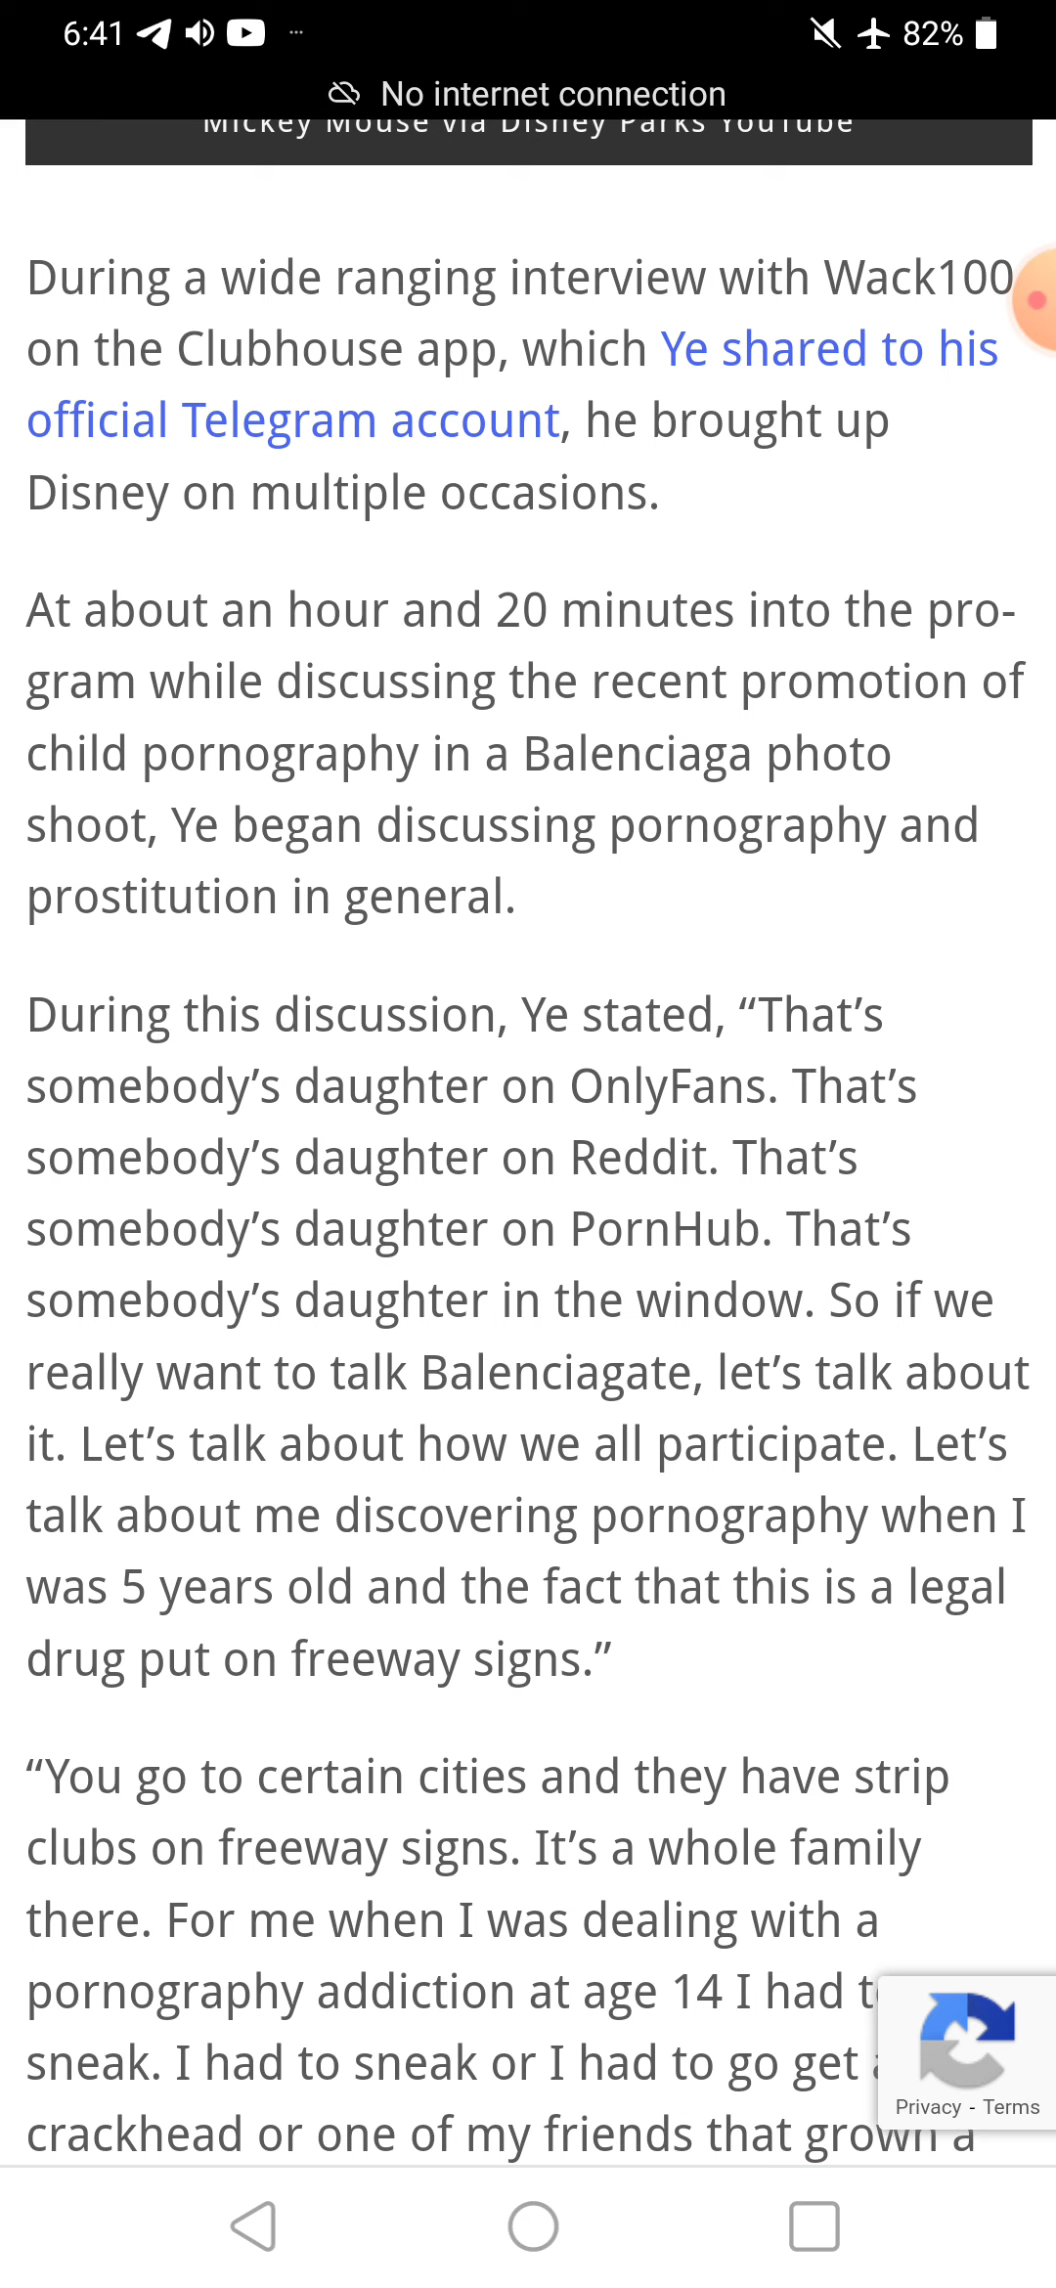 6:41
82%
No internet connection
Mickey Mouse via Disney Parks YouTube
During a wide ranging interview with Wack100
on the Clubhouse app, which Ye shared to his
official Telegram account, he brought up
Disney on multiple occasions.
At about an hour and 20 minutes into the pro-
gram while discussing the recent promotion of
child pornography in a Balenciaga photo
shoot, Ye began discussing pornography and
prostitution in general.
During this discussion, Ye stated, “That’s
somebody’s daughter on OnlyFans. That’s
somebody’s daughter on Reddit. That’s
somebody’s daughter on PornHub. That’s
somebody’s daughter in the window. So if we
really want to talk Balenciagate, let’s talk about
it. Let’s talk about how we all participate. Let’s
talk about me discovering pornography when I
was 5 years old and the fact that this is a legal
drug put on freeway signs.”
“You go to certain cities and they have strip
clubs on freeway signs. It’s a whole family
there. For me when I was dealing with a
pornography addiction at age 14 I had
sneak. I had to sneak or I had to go get
crackhead or one of my friends that grown a
Privacy - Terms